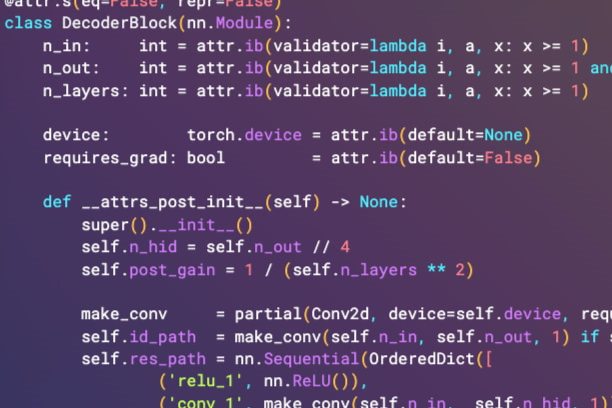 @attr.s(eq=False, repr=False)
class DecoderBlock(nn.Module):
    n_in:     int = attr.ib(validator=lambda i, a, x: x >= 1)
    n_out:    int = attr.ib(validator=lambda i, a, x: x >= 1 and
    n_layers: int = attr.ib(validator=lambda i, a, x: x >= 1)

    device:        torch.device = attr.ib(default=None)
    requires_grad: bool         = attr.ib(default=False)

    def __attrs_post_init__(self) -> None:
        super().__init__()
        self.n_hid = self.n_out // 4
        self.post_gain = 1 / (self.n_layers ** 2)

        make_conv     = partial(Conv2d, device=self.device, requ
        self.id_path  = make_conv(self.n_in, self.n_out, 1) if s
        self.res_path = nn.Sequential(OrderedDict([
                ('relu_1', nn.ReLU()),
                ('conv_1', make_conv(self.n_in,  self.n_hid, 1)